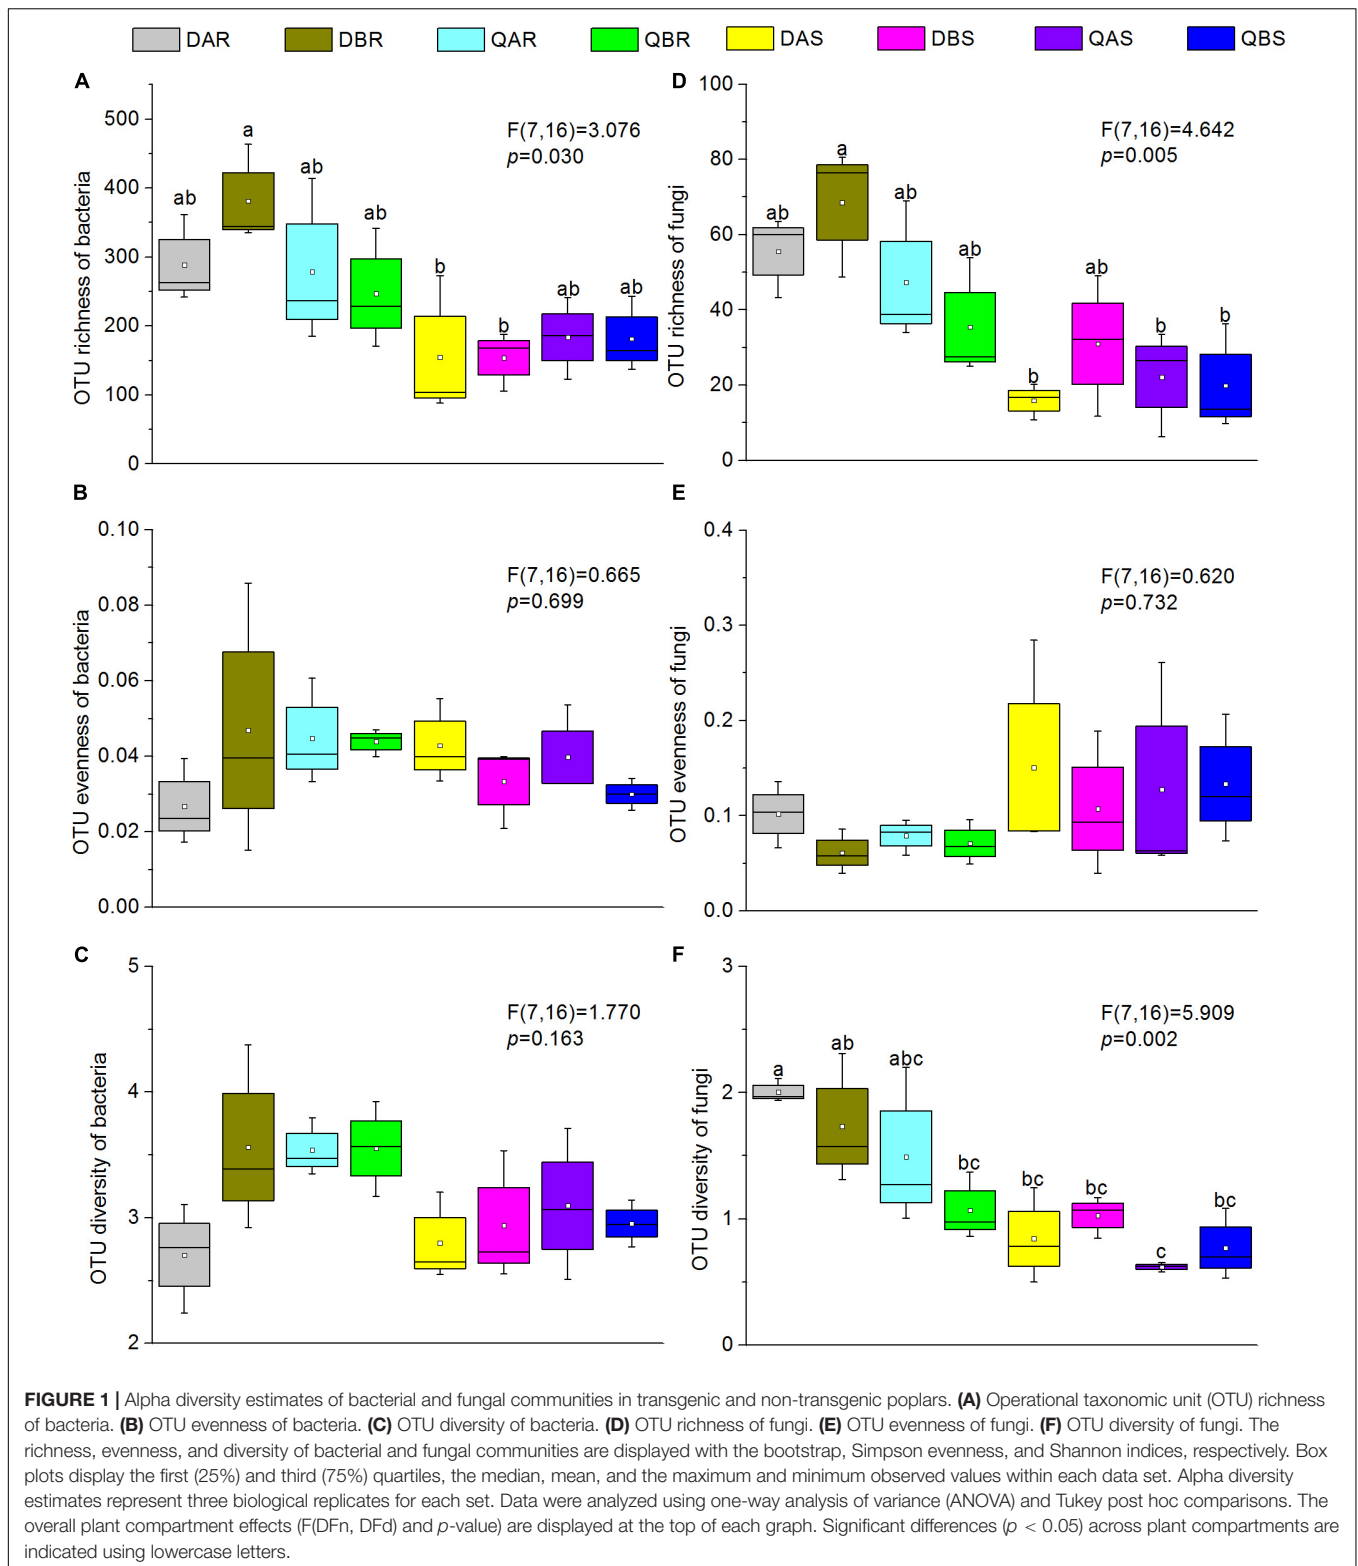 DAR DBR QAR QBR DAS DBS QAS QBS
A
OTU richness of bacteria
500
400
300
200
100
0
F(7,16)=3.076
p=0.030
ab
a
ab
ab
b
b
ab
ab
D
OTU richness of fungi
100
80
60
40
20
0
F(7,16)=4.642
p=0.005
ab
a
ab
ab
b
ab
b
b
B
OTU evenness of bacteria
0.10
0.08
0.06
0.04
0.02
0.00
F(7,16)=0.665
p=0.699
E
OTU evenness of fungi
0.4
0.3
0.2
0.1
0.0
F(7,16)=0.620
p=0.732
C
OTU diversity of bacteria
5
4
3
2
F(7,16)=1.770
p=0.163
F
OTU diversity of fungi
3
2
1
0
F(7,16)=5.909
p=0.002
a
ab
abc
bc
bc
bc
c
bc
FIGURE 1 | Alpha diversity estimates of bacterial and fungal communities in transgenic and non-transgenic poplars. (A) Operational taxonomic unit (OTU) richness
of bacteria. (B) OTU evenness of bacteria. (C) OTU diversity of bacteria. (D) OTU richness of fungi. (E) OTU evenness of fungi. (F) OTU diversity of fungi. The
richness, evenness, and diversity of bacterial and fungal communities are displayed with the bootstrap, Simpson evenness, and Shannon indices, respectively. Box
plots display the first (25%) and third (75%) quartiles, the median, mean, and the maximum and minimum observed values within each data set. Alpha diversity
estimates represent three biological replicates for each set. Data were analyzed using one-way analysis of variance (ANOVA) and Tukey post hoc comparisons. The
overall plant compartment effects (F(DFn, DFd) and p-value) are displayed at the top of each graph. Significant differences (p < 0.05) across plant compartments are
indicated using lowercase letters.